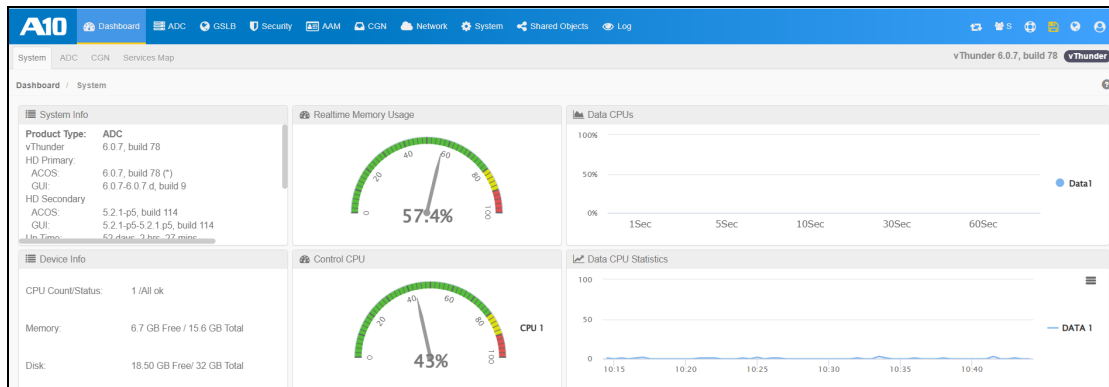 A10 Dashboard ADC GSLB Security AAM CGN Network System Shared Objects Log S
System ADC CGN Services Map vThunder 6.0.7, build 78 vThunder
Dashboard / System
System Info
Product Type: ADC
vThunder 6.0.7, build 78
HD Primary:
ACOS: 6.0.7, build 78 (*)
GUI: 6.0.7-6.0.7.d, build 9
HD Secondary
ACOS: 5.2.1-p5, build 114
GUI: 5.2.1-p5-5.2.1.p5, build 114
Up Time: 52 days, 2 hrs, 27 mins
Realtime Memory Usage
0 20 40 60 80 100
57.4%
Data CPUs
100%
50%
0%
1Sec 5Sec 10Sec 30Sec 60Sec
Data1
Device Info
CPU Count/Status: 1 /All ok
Memory: 6.7 GB Free / 15.6 GB Total
Disk: 18.50 GB Free/ 32 GB Total
Control CPU
0 20 40 60 80 100
43%
CPU 1
Data CPU Statistics
100
50
0
10:15 10:20 10:25 10:30 10:35 10:40
DATA 1